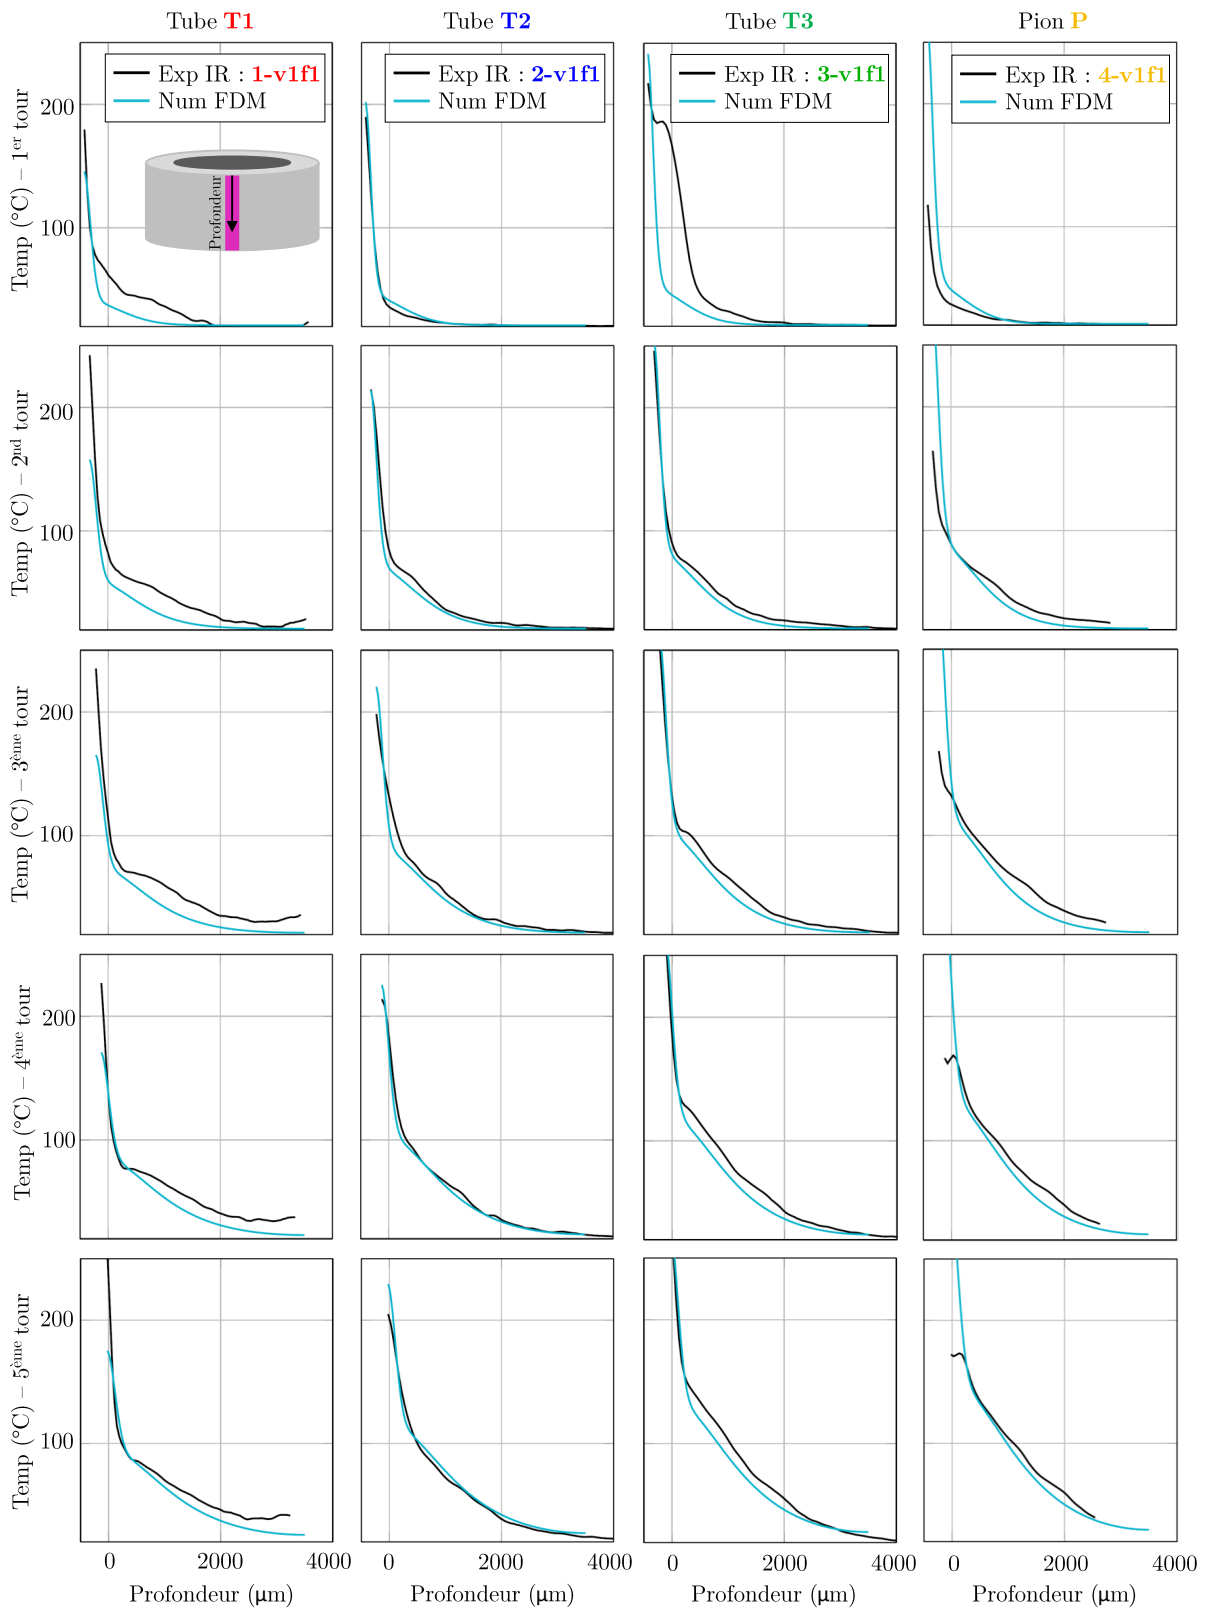 Tube T1
Tube T2
Tube T3
Pion P
Exp IR : 1-v1f1
Num FDM
Exp IR : 2-v1f1
Num FDM
Exp IR : 3-v1f1
Num FDM
Exp IR : 4-v1f1
Num FDM
Profondeur
Temp (°C) – 1er tour
200
100
Temp (°C) – 2nd tour
200
100
Temp (°C) – 3ème tour
200
100
Temp (°C) – 4ème tour
200
100
Temp (°C) – 5ème tour
200
100
0 2000 4000
0 2000 4000
0 2000 4000
0 2000 4000
Profondeur (µm)
Profondeur (µm)
Profondeur (µm)
Profondeur (µm)